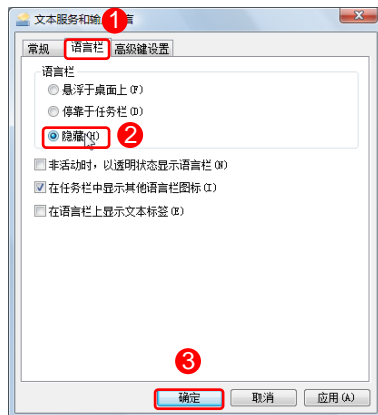 文本服务和输 言
1
常规 语言栏 高级键设置
语言栏
悬浮于桌面上(F)
停靠于任务栏(D)
隐藏(H) 2
非活动时，以透明状态显示语言栏(N)
在任务栏中显示其他语言栏图标(I)
在语言栏上显示文本标签(E)
3
确定 取消 应用(A)